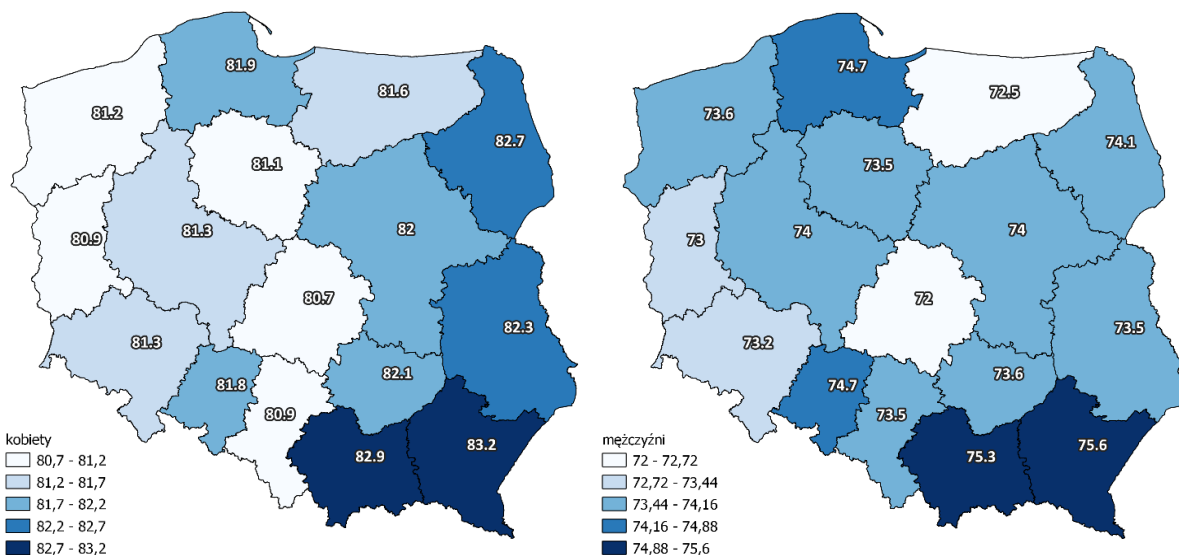 81.9
81.6
81.2
82.7
81.1
82
80.9
81.3
80.7
82.3
81.3
82.1
81.8
80.9
83.2
82.9
kobiety
80,7 - 81,2
81,2 - 81,7
81,7 - 82,2
82,2 - 82,7
82,7 - 83,2
74.7
72.5
73.6
74.1
73.5
74
74
73
72
73.5
73.2
73.6
74.7
73.5
75.6
75.3
mężczyźni
72 - 72,72
72,72 - 73,44
73,44 - 74,16
74,16 - 74,88
74,88 - 75,6